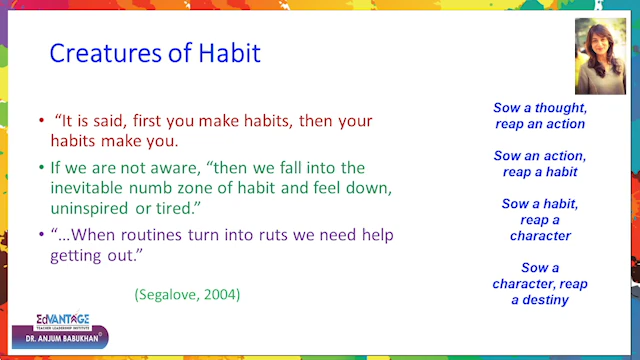 Creatures of Habit
• “It is said, first you make habits, then your
habits make you.
• If we are not aware, “then we fall into the
inevitable numb zone of habit and feel down,
uninspired or tired.”
• “...When routines turn into ruts we need help
getting out.”
(Segalove, 2004)
Sow a thought,
reap an action
Sow an action,
reap a habit
Sow a habit,
reap a
character
Sow a
character, reap
a destiny
EDVANTAGE
TEACHER LEADERSHIP INSTITUTE
DR. ANJUM BABUKHAN©